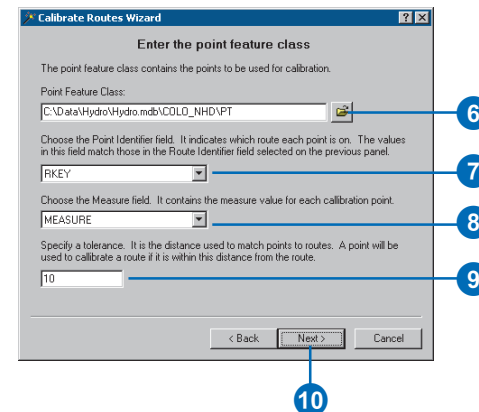 Calibrate Routes Wizard
Enter the point feature class
The point feature class contains the points to be used for calibration.
Point Feature Class:
C:\Data\Hydro\Hydro.mdb\COLO_NHD\PT
6
Choose the Point Identifier field. It indicates which route each point is on. The values
in this field match those in the Route Identifier field selected on the previous panel.
RKEY
7
Choose the Measure field. It contains the measure value for each callibration point.
MEASURE
8
Specify a tolerance. It is the distance used to match points to routes. A point will be
used to calibrate a route if it is within this distance from the route.
10
9
< Back
Next >
Cancel
10